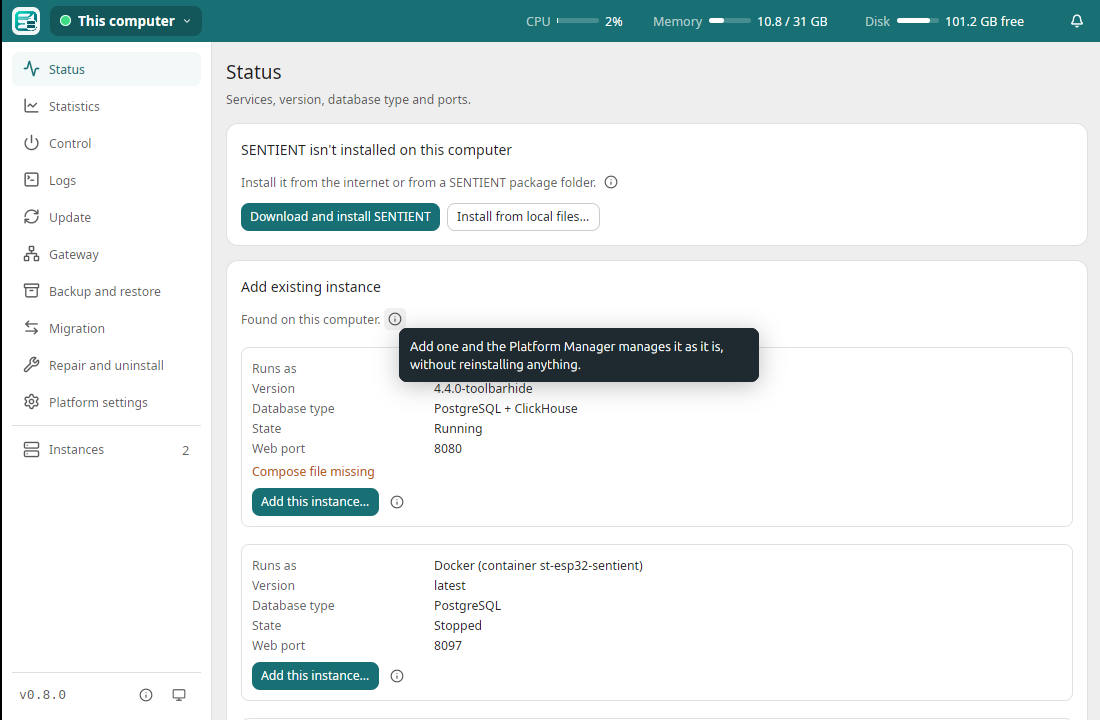 This computer
CPU 2%
Memory 10.8 / 31 GB
Disk 101.2 GB free
Status
Statistics
Control
Logs
Update
Gateway
Backup and restore
Migration
Repair and uninstall
Platform settings
Instances 2
v0.8.0
Status
Services, version, database type and ports.
SENTIENT isn't installed on this computer
Install it from the internet or from a SENTIENT package folder.
Download and install SENTIENT
Install from local files...
Add existing instance
Found on this computer.
Add one and the Platform Manager manages it as it is,
without reinstalling anything.
Runs as
Version 4.4.0-toolbarhide
Database type PostgreSQL + ClickHouse
State Running
Web port 8080
Compose file missing
Add this instance...
Runs as Docker (container st-esp32-sentient)
Version latest
Database type PostgreSQL
State Stopped
Web port 8097
Add this instance...